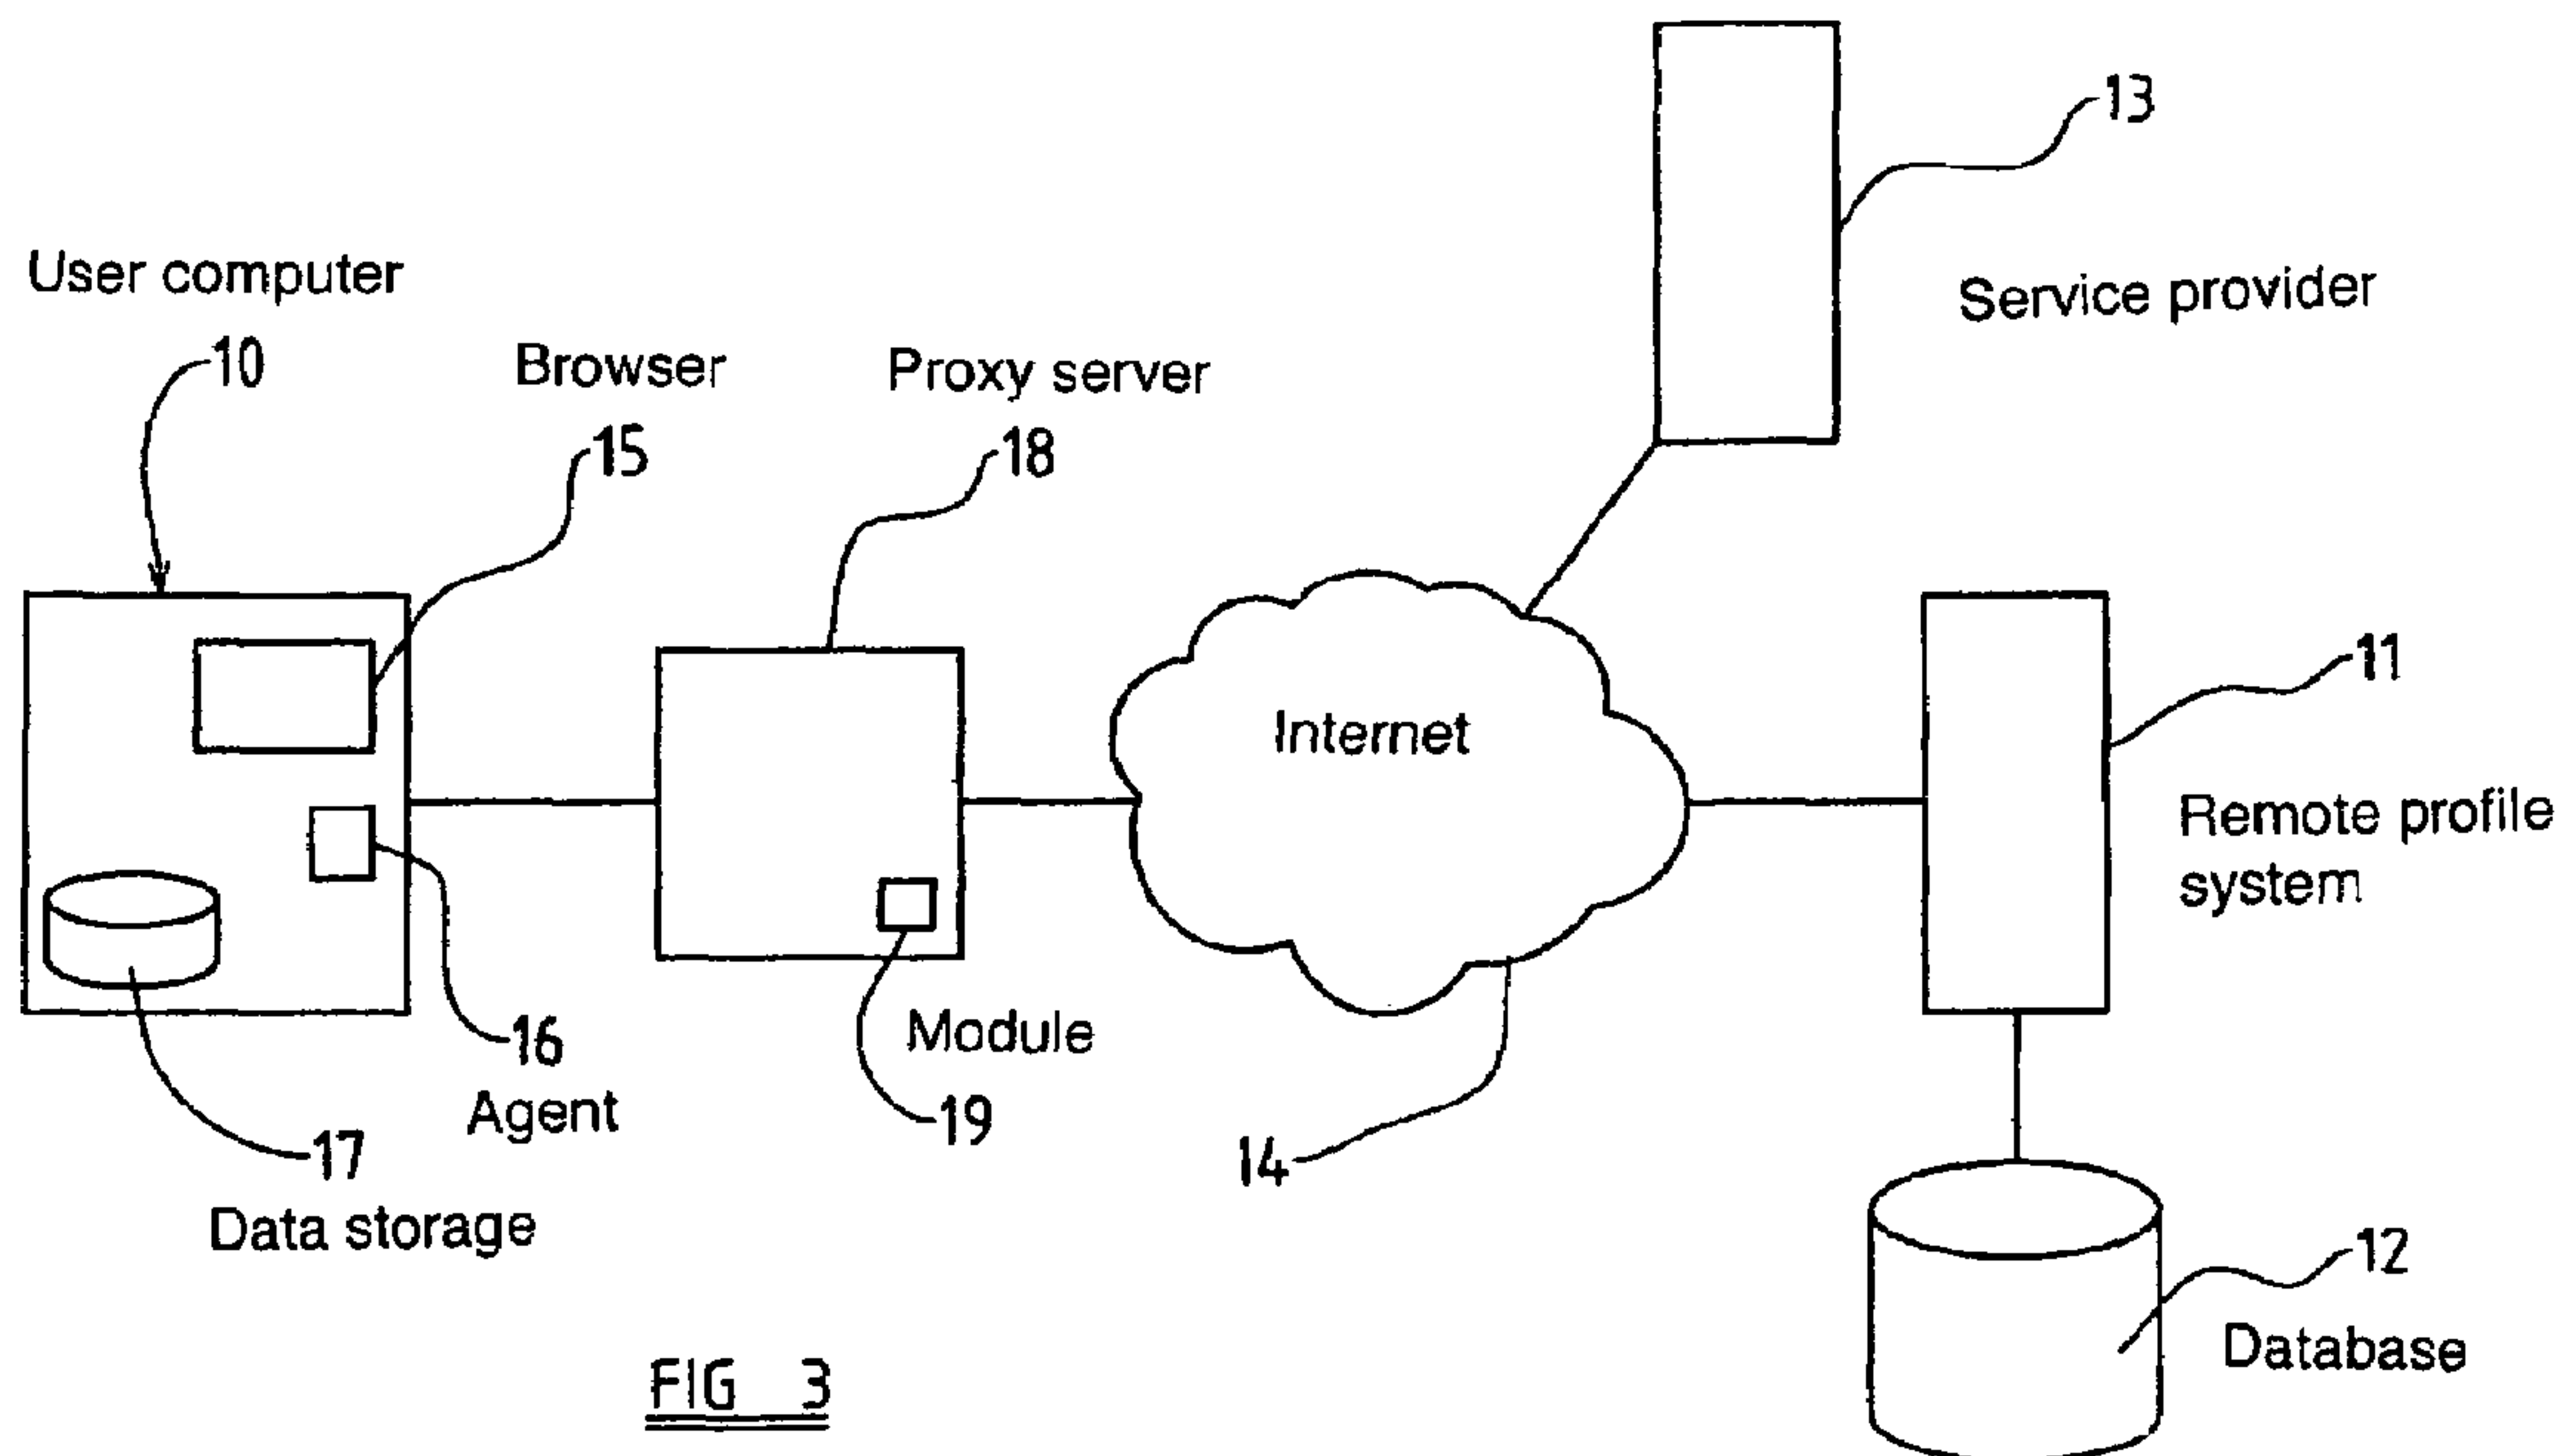 13
Service provider
User computer
10
Browser
15
Proxy server
18
Internet
11
Remote profile
system
16
Agent
17
Data storage
Module
19
14
12
Database
FIG 3